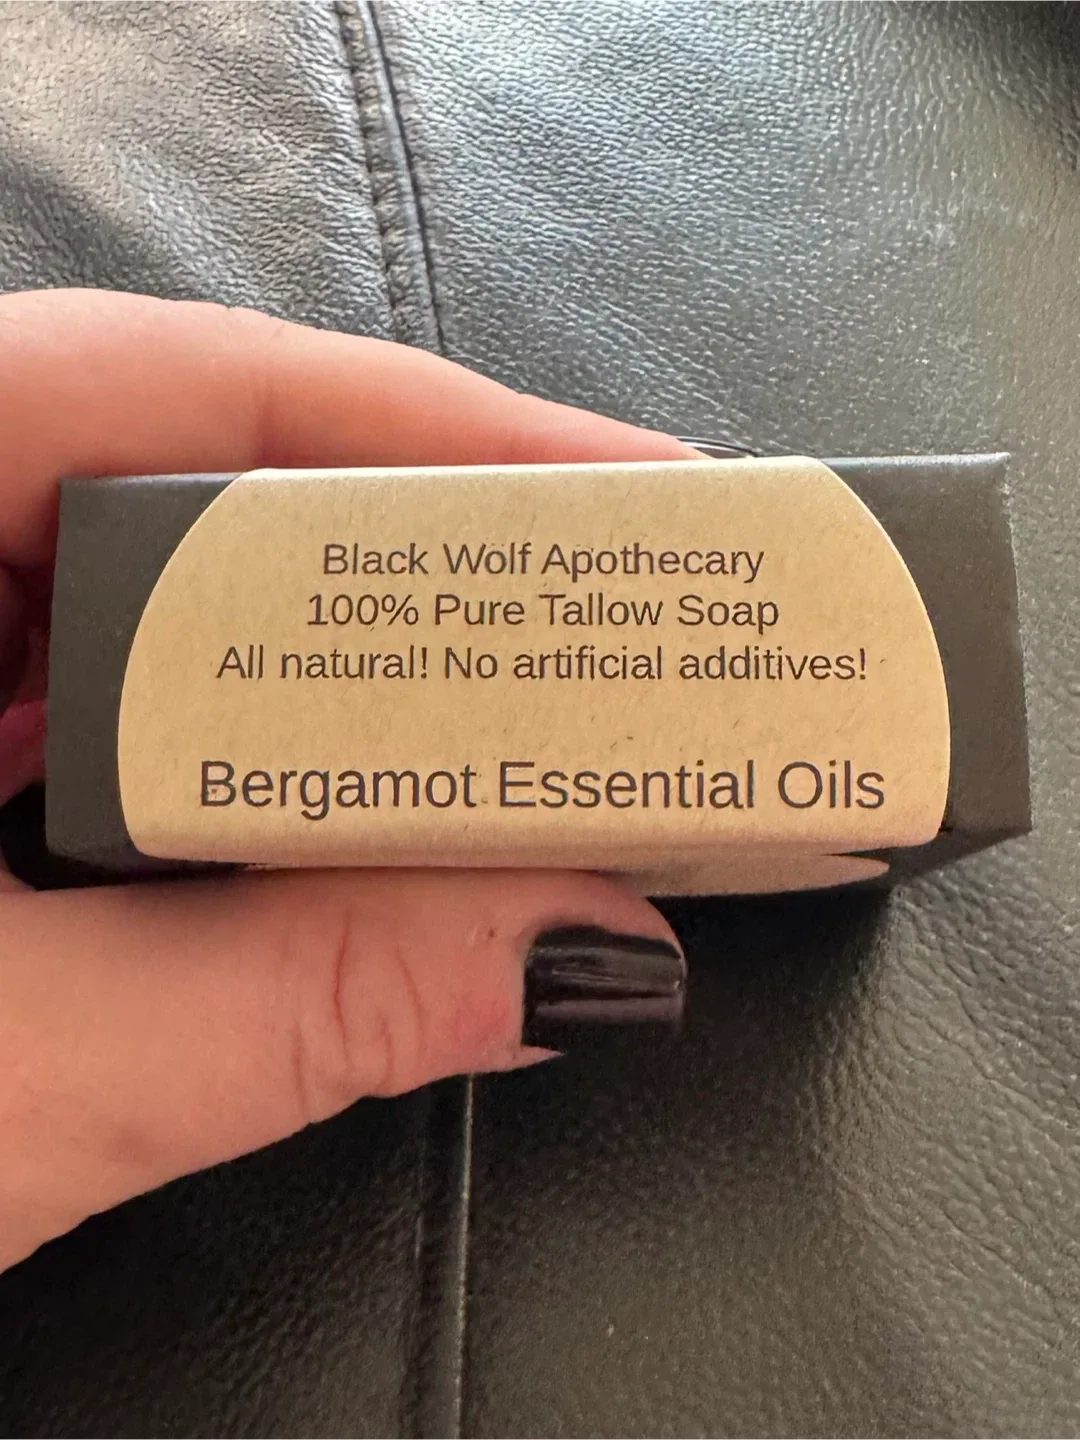 Black Wolf Apothecary
100% Pure Tallow Soap
All natural! No artificial additives!
Bergamot Essential Oils